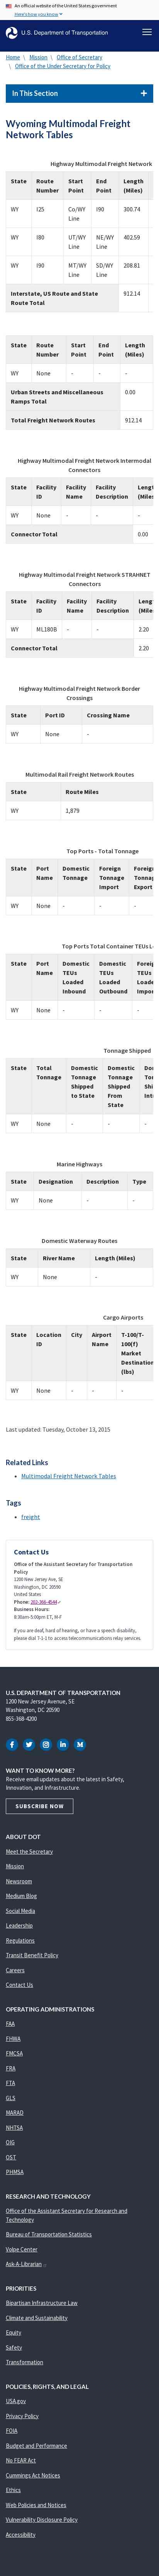 An official website of the United States government
Here's how you know
U.S. Department of Transportation
Home \ Mission \ Office of Secretary
\ Office of the Under Secretary for Policy
In This Section
Wyoming Multimodal Freight
Network Tables
Highway Multimodal Freight Network
State Route Number Start Point End Point Length (Miles)
WY I25 Co/WY Line I90 300.74
WY I80 UT/WY Line NE/WY Line 402.59
WY I90 MT/WY Line SD/WY Line 208.81
Interstate, US Route and State Route Total 912.14
State Route Number Start Point End Point Length (Miles)
WY None - - -
Urban Streets and Miscellaneous Ramps Total 0.00
Total Freight Network Routes 912.14
Highway Multimodal Freight Network Intermodal
Connectors
State Facility ID Facility Name Facility Description Length (Miles
WY None - - -
Connector Total 0.00
Highway Multimodal Freight Network STRAHNET
Connectors
State Facility ID Facility Name Facility Description Length (Miles
WY ML180B - - 2.20
Connector Total 2.20
Highway Multimodal Freight Network Border
Crossings
State Port ID Crossing Name
WY None -
Multimodal Rail Freight Network Routes
State Route Miles
WY 1,879
Top Ports - Total Tonnage
State Port Name Domestic Tonnage Foreign Tonnage Import Foreign Tonnage Export
WY None - - -
Top Ports Total Container TEUs L
State Port Name Domestic TEUs Loaded Inbound Domestic TEUs Loaded Outbound Foreign TEUs Loaded Import
WY None - - -
Tonnage Shipped
State Total Tonnage Domestic Tonnage Shipped to State Domestic Tonnage Shipped From State
WY None - - -
Marine Highways
State Designation Description Type
WY None - -
Domestic Waterway Routes
State River Name Length (Miles)
WY None -
Cargo Airports
State Location ID City Airport Name T-100/T-100(f) Market Destination (lbs)
WY None - - -
Last updated: Tuesday, October 13, 2015
Related Links
Multimodal Freight Network Tables
Tags
freight
Contact Us
Office of the Assistant Secretary for Transportation
Policy
1200 New Jersey Ave, SE
Washington, DC 20590
United States
Phone: 202-366-4544
Business Hours:
8:30am-5:00pm ET, M-F
If you are deaf, hard of hearing, or have a speech disability,
please dial 7-1-1 to access telecommunications relay services.
U.S. DEPARTMENT OF TRANSPORTATION
1200 New Jersey Avenue, SE
Washington, DC 20590
855-368-4200
WANT TO KNOW MORE?
Receive email updates about the latest in Safety,
Innovation, and Infrastructure.
SUBSCRIBE NOW
ABOUT DOT
Meet the Secretary
Mission
Newsroom
Medium Blog
Social Media
Leadership
Regulations
Transit Benefit Policy
Careers
Contact Us
OPERATING ADMINISTRATIONS
FAA
FHWA
FMCSA
FRA
FTA
GLS
MARAD
NHTSA
OIG
OST
PHMSA
RESEARCH AND TECHNOLOGY
Office of the Assistant Secretary for Research and
Technology
Bureau of Transportation Statistics
Volpe Center
Ask-A-Librarian
PRIORITIES
Bipartisan Infrastructure Law
Climate and Sustainability
Equity
Safety
Transformation
POLICIES, RIGHTS, AND LEGAL
USA.gov
Privacy Policy
FOIA
Budget and Performance
No FEAR Act
Cummings Act Notices
Ethics
Web Policies and Notices
Vulnerability Disclosure Policy
Accessibility